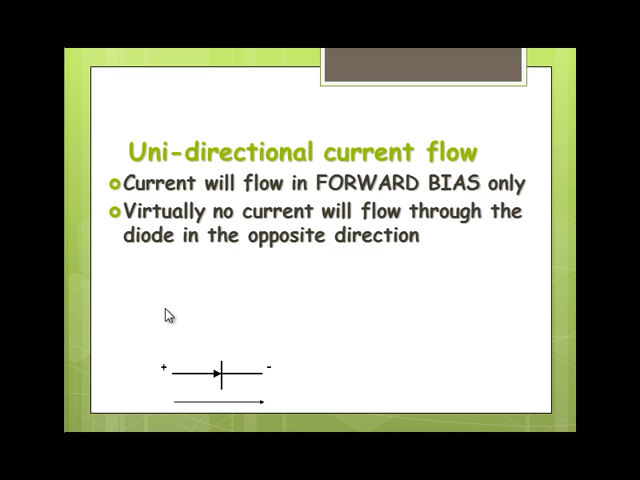 Uni-directional current flow
Current will flow in FORWARD BIAS only
Virtually no current will flow through the
diode in the opposite direction
+ -